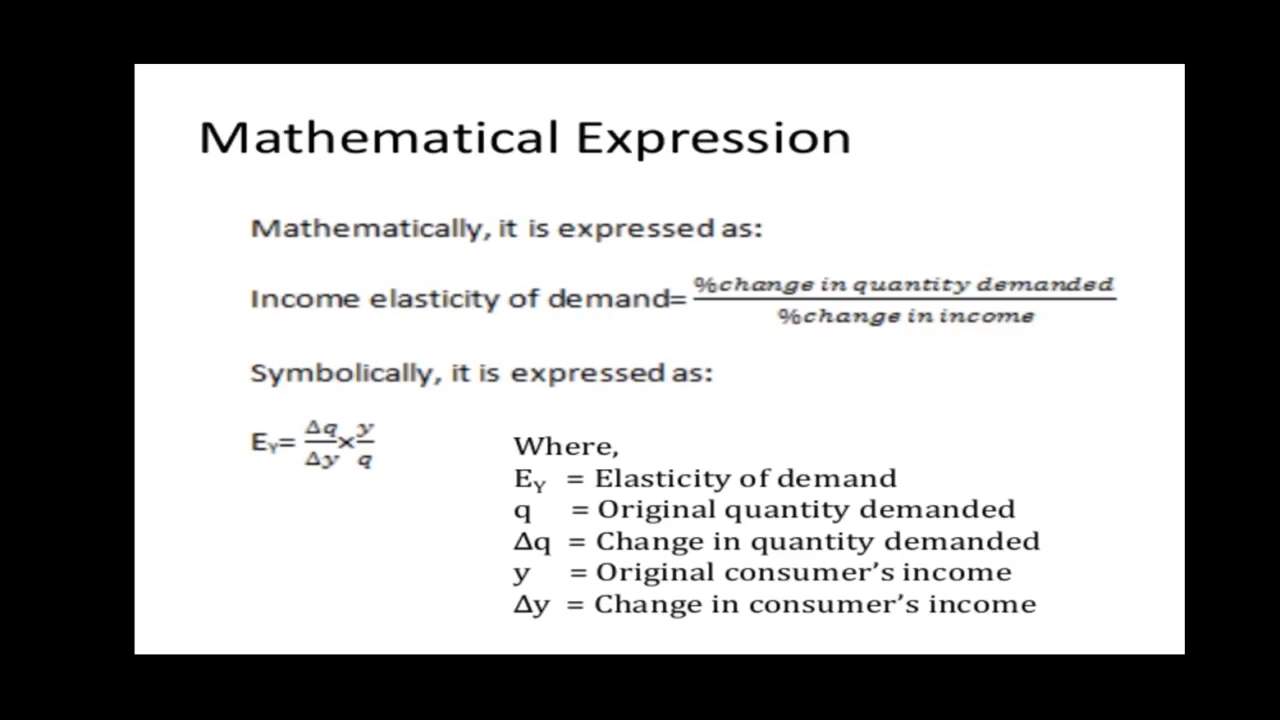 Mathematical Expression
Mathematically, it is expressed as:
Income elasticity of demand= %change in quantity demanded / %change in income
Symbolically, it is expressed as:
E_Y= Δq/Δy × y/q
Where,
E_Y = Elasticity of demand
q = Original quantity demanded
Δq = Change in quantity demanded
y = Original consumer’s income
Δy = Change in consumer’s income